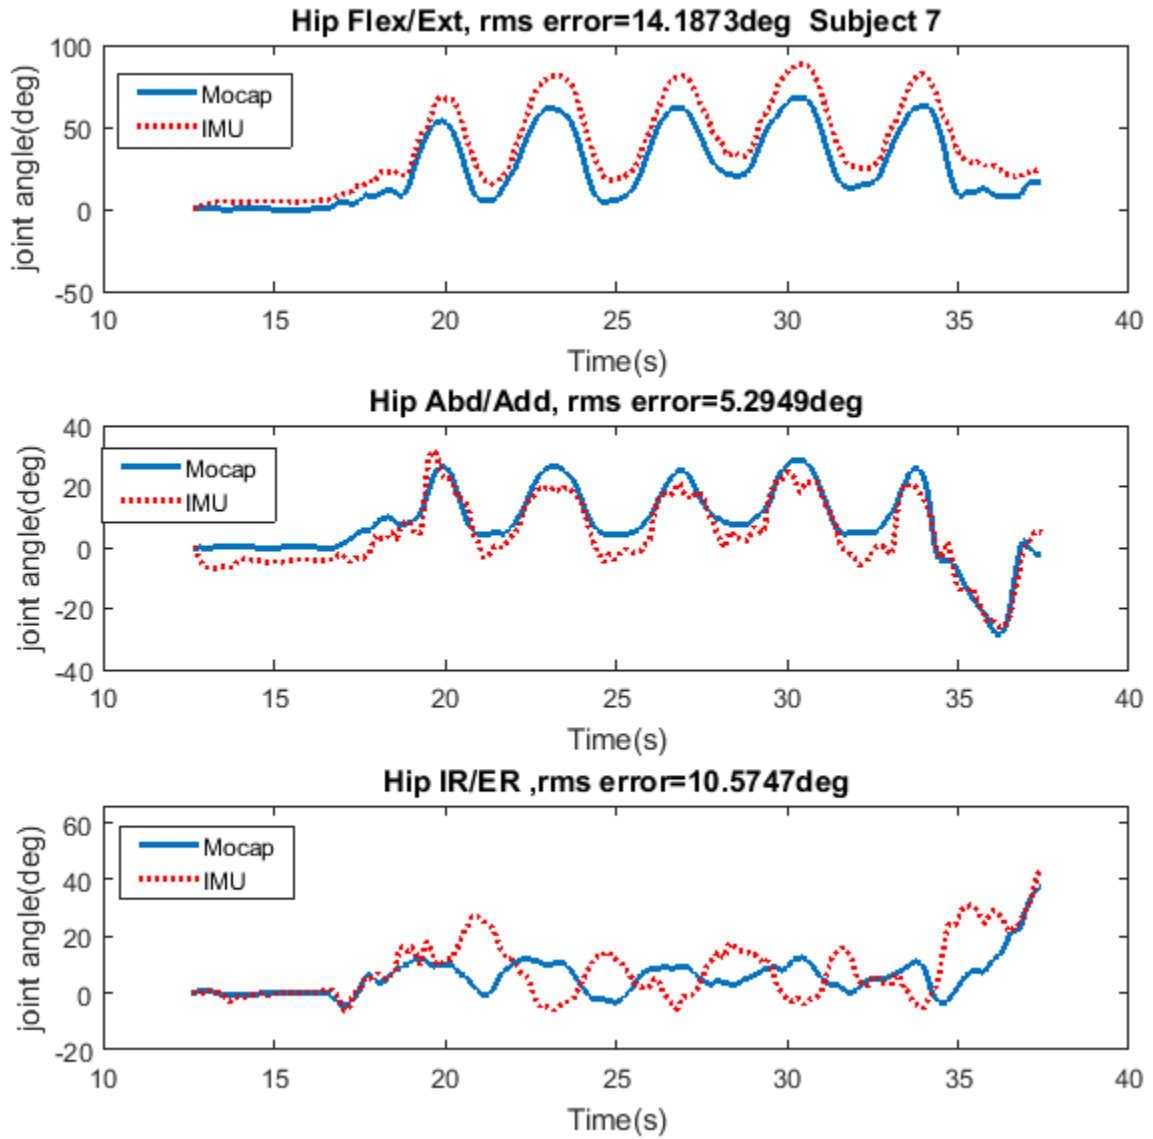 Hip Flex/Ext, rms error=14.1873deg  Subject 7
100
50
0
-50
joint angle(deg)
Mocap
IMU
10 15 20 25 30 35 40
Time(s)
Hip Abd/Add, rms error=5.2949deg
40
20
0
-20
-40
joint angle(deg)
Mocap
IMU
10 15 20 25 30 35 40
Time(s)
Hip IR/ER ,rms error=10.5747deg
60
40
20
0
-20
joint angle(deg)
Mocap
IMU
10 15 20 25 30 35 40
Time(s)